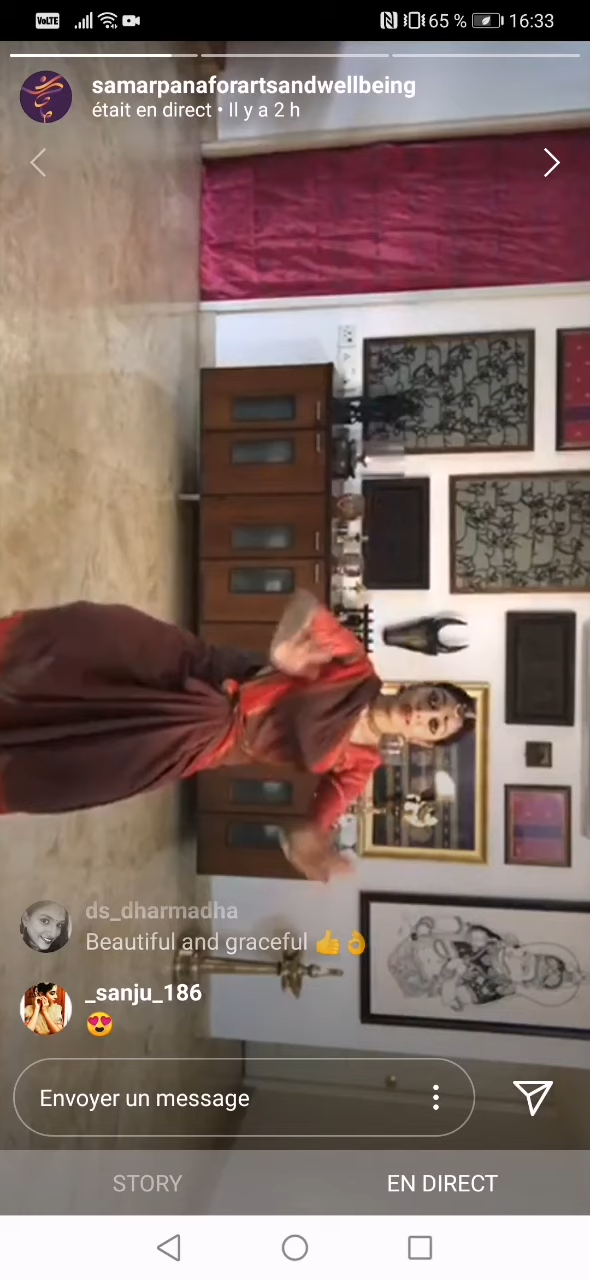 VoLTE 65 % 16:33
samarpanaforartsandwellbeing
était en direct • Il y a 2 h
ds_dharmadha
Beautiful and graceful 👍👌
_sanju_186
😍
Envoyer un message
STORY EN DIRECT